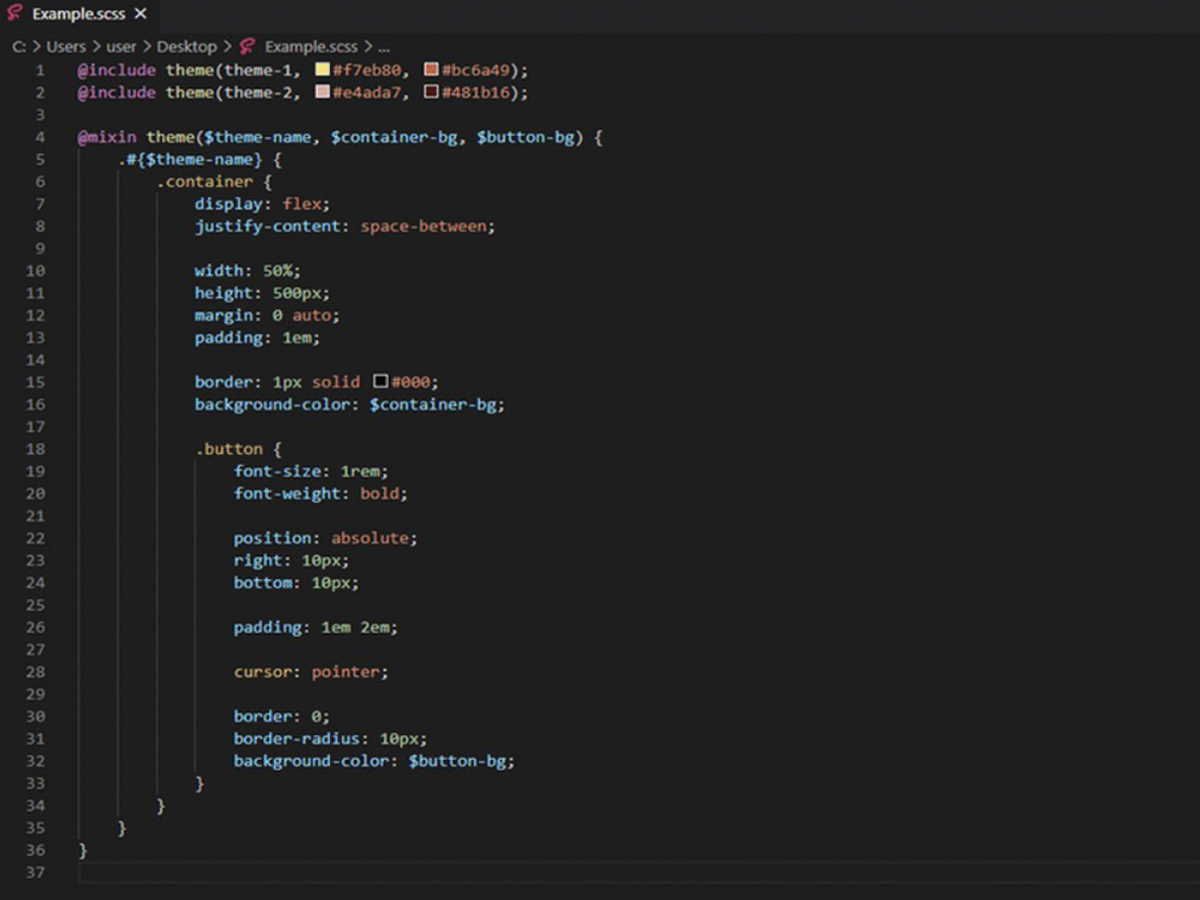 Example.scss ×
C: > Users > user > Desktop > Example.scss > ...
1 @include theme(theme-1, #f7eb80, #bc6a49);
2 @include theme(theme-2, #e4ada7, #481b16);
3
4 @mixin theme($theme-name, $container-bg, $button-bg) {
5 .#{$theme-name} {
6 .container {
7 display: flex;
8 justify-content: space-between;
9
10 width: 50%;
11 height: 500px;
12 margin: 0 auto;
13 padding: 1em;
14
15 border: 1px solid #000;
16 background-color: $container-bg;
17
18 .button {
19 font-size: 1rem;
20 font-weight: bold;
21
22 position: absolute;
23 right: 10px;
24 bottom: 10px;
25
26 padding: 1em 2em;
27
28 cursor: pointer;
29
30 border: 0;
31 border-radius: 10px;
32 background-color: $button-bg;
33 }
34 }
35 }
36 }
37